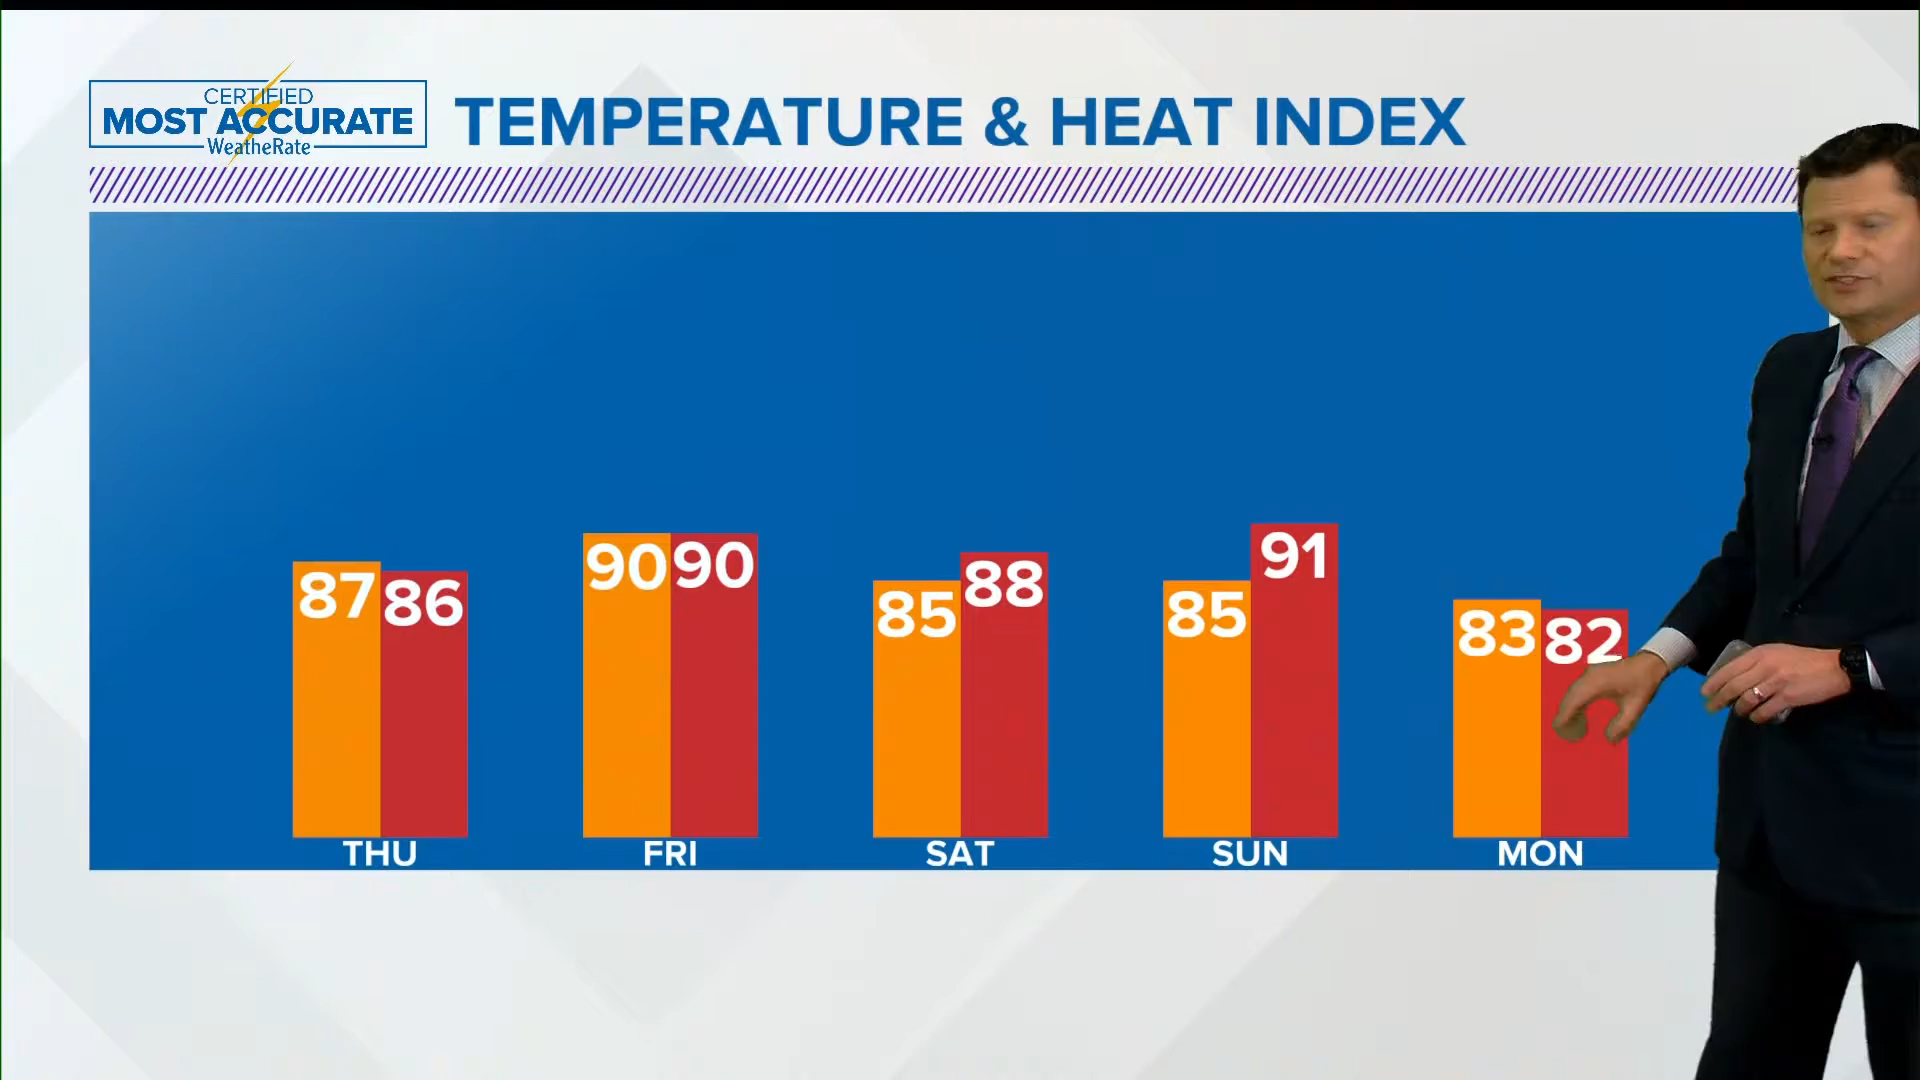 CERTIFIED
MOST ACCURATE
WeatheRate
TEMPERATURE & HEAT INDEX
87 86 90 90 85 88 85 91 83 82
THU FRI SAT SUN MON